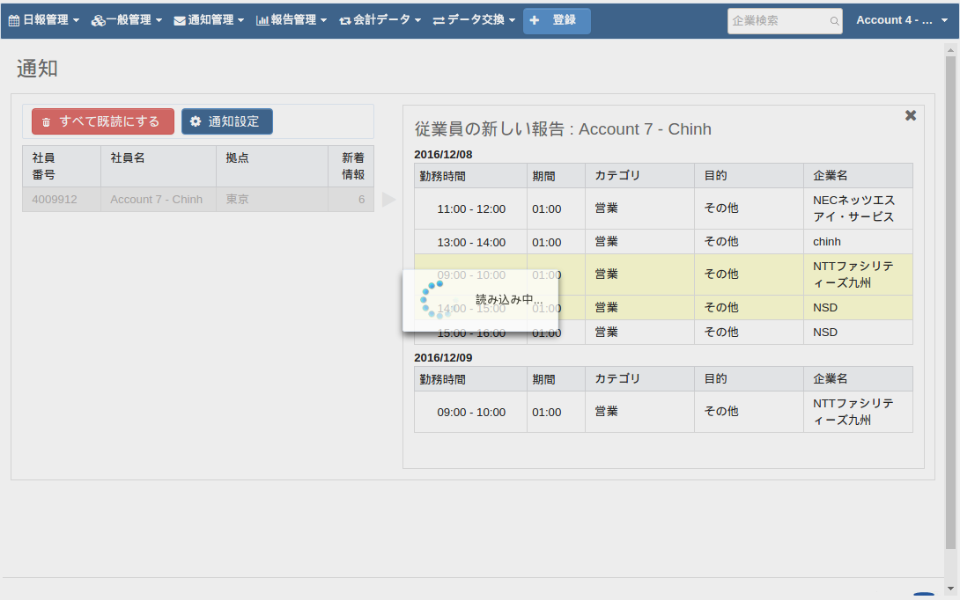 日報管理 一般管理 通知管理 報告管理 会計データ データ交換 登録 企業検索 Account 4 - ...
通知
すべて既読にする 通知設定
社員番号 社員名 拠点 新着情報
4009912 Account 7 - Chinh 東京 6
従業員の新しい報告 : Account 7 - Chinh
2016/12/08
勤務時間 期間 カテゴリ 目的 企業名
11:00 - 12:00 01:00 営業 その他 NECネッツエス
アイ・サービス
13:00 - 14:00 01:00 営業 その他 chinh
09:00 - 10:00 01:00 営業 その他 NTTファシリティ
ィーズ九州
14:00 - 15:00 01:00 営業 その他 NSD
15:00 - 16:00 01:00 営業 その他 NSD
読み込み中...
2016/12/09
勤務時間 期間 カテゴリ 目的 企業名
09:00 - 10:00 01:00 営業 その他 NTTファシリテ
ィーズ九州